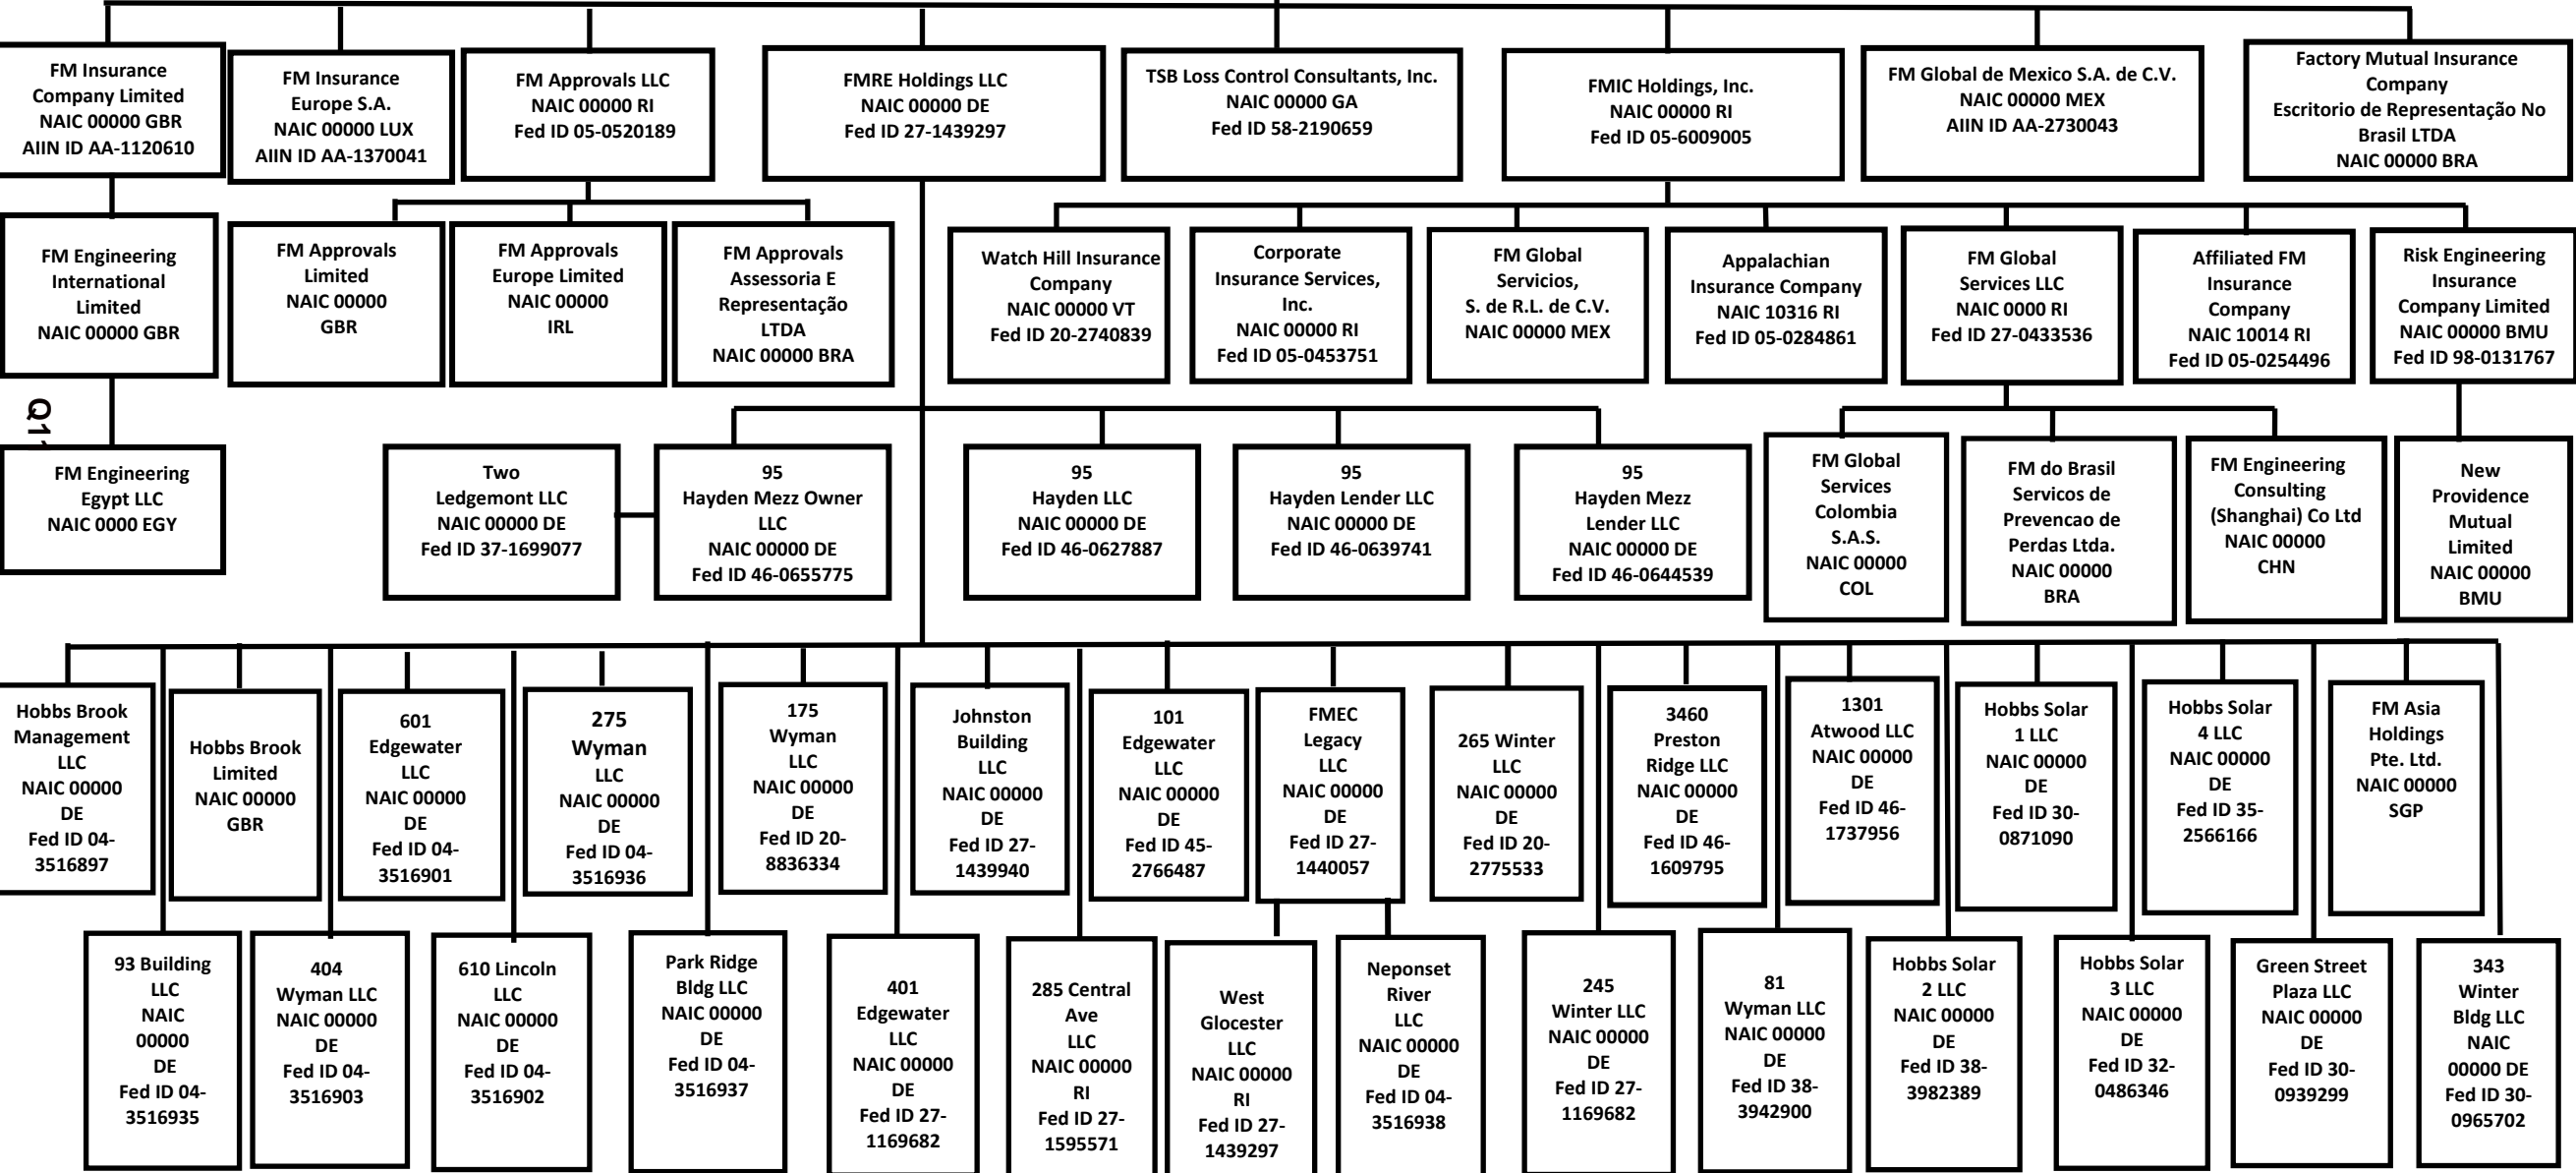 FM Insurance
Company Limited
NAIC 00000 GBR
AIIN ID AA-1120610
FM Insurance
Europe S.A.
NAIC 00000 LUX
AIIN ID AA-1370041
FM Approvals LLC
NAIC 00000 RI
Fed ID 05-0520189
FMRE Holdings LLC
NAIC 00000 DE
Fed ID 27-1439297
TSB Loss Control Consultants, Inc.
NAIC 00000 GA
Fed ID 58-2190659
FMIC Holdings, Inc.
NAIC 00000 RI
Fed ID 05-6009005
FM Global de Mexico S.A. de C.V.
NAIC 00000 MEX
AIIN ID AA-2730043
Factory Mutual Insurance
Company
Escritorio de Representação No
Brasil LTDA
NAIC 00000 BRA
FM Engineering
International
Limited
NAIC 00000 GBR
FM Approvals
Limited
NAIC 00000
GBR
FM Approvals
Europe Limited
NAIC 00000
IRL
FM Approvals
Assessoria E
Representação
LTDA
NAIC 00000 BRA
Watch Hill Insurance
Company
NAIC 00000 VT
Fed ID 20-2740839
Corporate
Insurance Services,
Inc.
NAIC 00000 RI
Fed ID 05-0453751
FM Global
Servicios,
S. de R.L. de C.V.
NAIC 00000 MEX
Appalachian
Insurance Company
NAIC 10316 RI
Fed ID 05-0284861
FM Global
Services LLC
NAIC 0000 RI
Fed ID 27-0433536
Affiliated FM
Insurance
Company
NAIC 10014 RI
Fed ID 05-0254496
Risk Engineering
Insurance
Company Limited
NAIC 00000 BMU
Fed ID 98-0131767
FM Engineering
Egypt LLC
NAIC 0000 EGY
Two
Ledgemont LLC
NAIC 00000 DE
Fed ID 37-1699077
95
Hayden Mezz Owner
LLC
NAIC 00000 DE
Fed ID 46-0655775
95
Hayden LLC
NAIC 00000 DE
Fed ID 46-0627887
95
Hayden Lender LLC
NAIC 00000 DE
Fed ID 46-0639741
95
Hayden Mezz
Lender LLC
NAIC 00000 DE
Fed ID 46-0644539
FM Global
Services
Colombia
S.A.S.
NAIC 00000
COL
FM do Brasil
Servicos de
Prevencao de
Perdas Ltda.
NAIC 00000
BRA
FM Engineering
Consulting
(Shanghai) Co Ltd
NAIC 00000
CHN
New
Providence
Mutual
Limited
NAIC 00000
BMU
Hobbs Brook
Management
LLC
NAIC 00000
DE
Fed ID 04-
3516897
Hobbs Brook
Limited
NAIC 00000
GBR
601
Edgewater
LLC
NAIC 00000
DE
Fed ID 04-
3516901
275
Wyman
LLC
NAIC 00000
DE
Fed ID 04-
3516936
175
Wyman
LLC
NAIC 00000
DE
Fed ID 20-
8836334
Johnston
Building
LLC
NAIC 00000
DE
Fed ID 27-
1439940
101
Edgewater
LLC
NAIC 00000
DE
Fed ID 45-
2766487
FMEC
Legacy
LLC
NAIC 00000
DE
Fed ID 27-
1440057
265 Winter
LLC
NAIC 00000
DE
Fed ID 20-
2775533
3460
Preston
Ridge LLC
NAIC 00000
DE
Fed ID 46-
1609795
1301
Atwood LLC
NAIC 00000
DE
Fed ID 46-
1737956
Hobbs Solar
1 LLC
NAIC 00000
DE
Fed ID 30-
0871090
Hobbs Solar
4 LLC
NAIC 00000
DE
Fed ID 35-
2566166
FM Asia
Holdings
Pte. Ltd.
NAIC 00000
SGP
93 Building
LLC
NAIC
00000
DE
Fed ID 04-
3516935
404
Wyman LLC
NAIC 00000
DE
Fed ID 04-
3516903
610 Lincoln
LLC
NAIC 00000
DE
Fed ID 04-
3516902
Park Ridge
Bldg LLC
NAIC 00000
DE
Fed ID 04-
3516937
401
Edgewater
LLC
NAIC 00000
DE
Fed ID 27-
1169682
285 Central
Ave
LLC
NAIC 00000
RI
Fed ID 27-
1595571
West
Glocester
LLC
NAIC 00000
RI
Fed ID 27-
1439297
Neponset
River
LLC
NAIC 00000
DE
Fed ID 04-
3516938
245
Winter LLC
NAIC 00000
DE
Fed ID 27-
1169682
81
Wyman LLC
NAIC 00000
DE
Fed ID 38-
3942900
Hobbs Solar
2 LLC
NAIC 00000
DE
Fed ID 38-
3982389
Hobbs Solar
3 LLC
NAIC 00000
DE
Fed ID 32-
0486346
Green Street
Plaza LLC
NAIC 00000
DE
Fed ID 30-
0939299
343
Winter
Bldg LLC
NAIC
00000 DE
Fed ID 30-
0965702